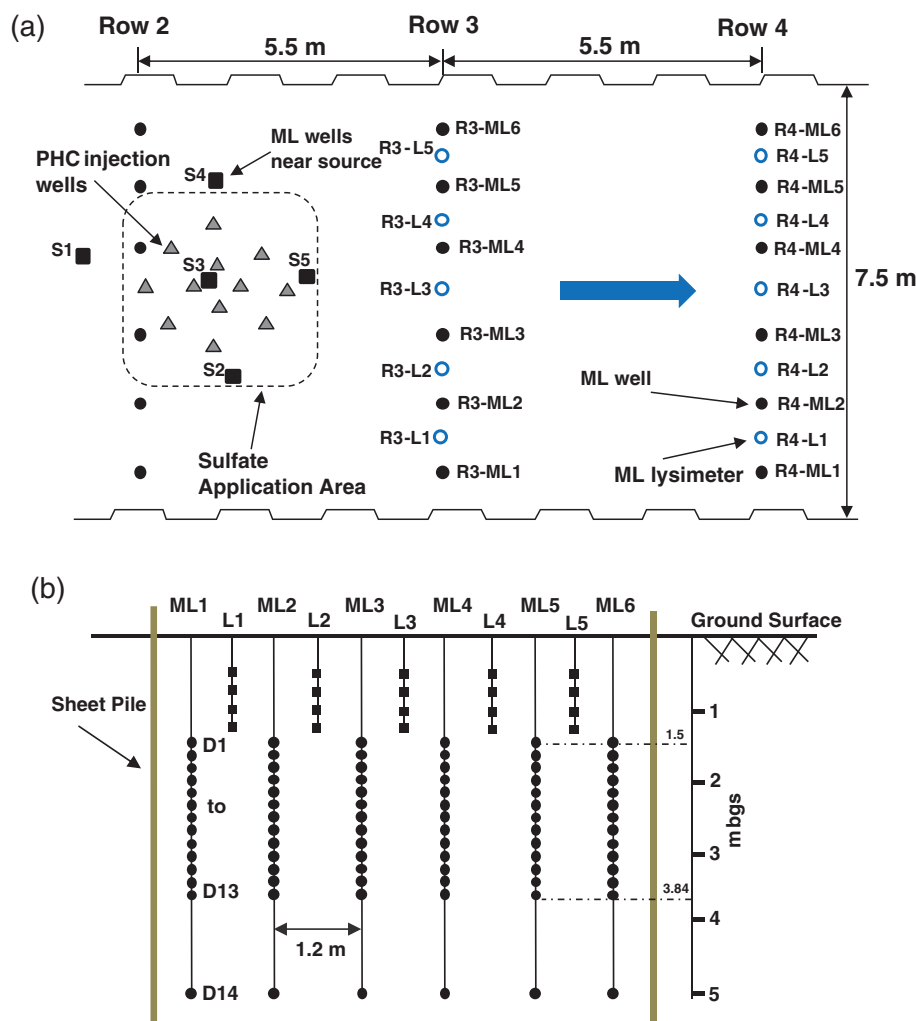 (a)
Row 2
Row 3
Row 4
5.5 m
5.5 m
PHC injection
wells
S4
ML wells
near source
S1
S3
S5
S2
Sulfate
Application Area
R3-ML6
R3-L5
R3-ML5
R3-L4
R3-ML4
R3-L3
R3-ML3
R3-L2
R3-ML2
R3-L1
R3-ML1
R4-ML6
R4-L5
R4-ML5
R4-L4
R4-ML4
R4-L3
R4-ML3
R4-L2
R4-ML2
R4-L1
R4-ML1
7.5 m
ML well
ML lysimeter
(b)
ML1
L1
ML2
L2
ML3
L3
ML4
L4
ML5
L5
ML6
Ground Surface
Sheet Pile
D1
to
D13
D14
1.2 m
1
1.5
2
3
3.84
4
5
mbgs